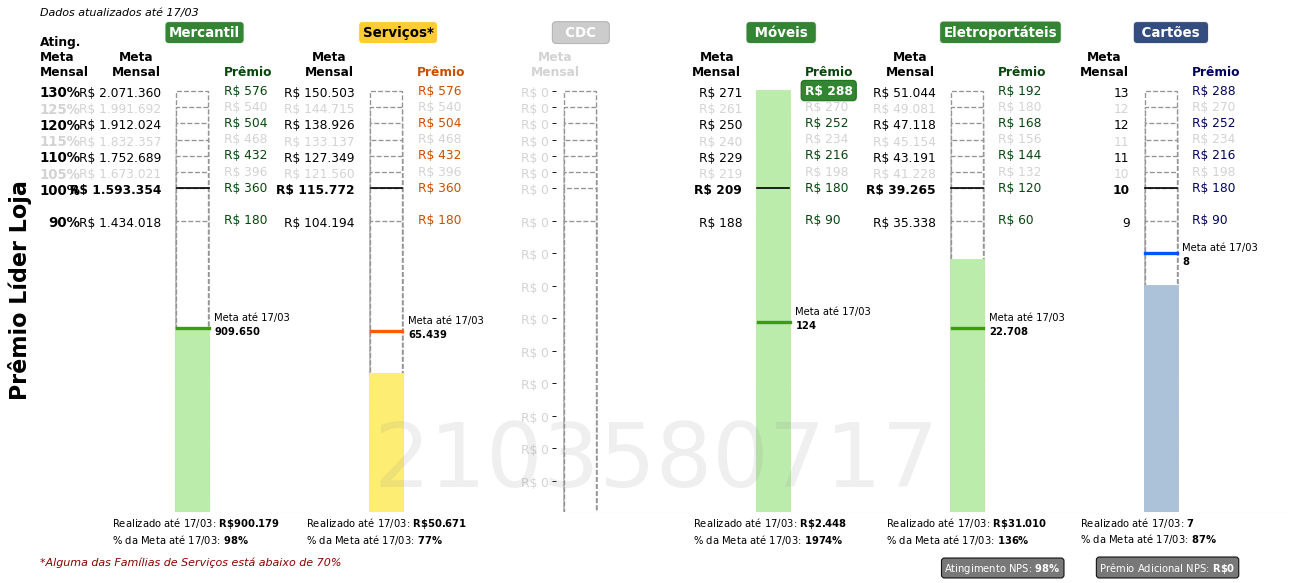 Dados atualizados até 17/03
Mercantil Serviços* CDC Móveis Eletroportáteis Cartões
Ating.
Meta Meta Meta Meta Meta Meta Meta
Mensal Mensal Prêmio Mensal Prêmio Mensal Mensal Prêmio Mensal Prêmio Mensal Prêmio
130% R$ 2.071.360 R$ 576 R$ 150.503 R$ 576 R$ 0 R$ 271 R$ 288 R$ 51.044 R$ 192 13 R$ 288
125% R$ 1.991.692 R$ 540 R$ 144.715 R$ 540 R$ 0 R$ 261 R$ 270 R$ 49.081 R$ 180 12 R$ 270
120% R$ 1.912.024 R$ 504 R$ 138.926 R$ 504 R$ 0 R$ 250 R$ 252 R$ 47.118 R$ 168 12 R$ 252
115% R$ 1.832.357 R$ 468 R$ 133.137 R$ 468 R$ 0 R$ 240 R$ 234 R$ 45.154 R$ 156 11 R$ 234
110% R$ 1.752.689 R$ 432 R$ 127.349 R$ 432 R$ 0 R$ 229 R$ 216 R$ 43.191 R$ 144 11 R$ 216
105% R$ 1.673.021 R$ 396 R$ 121.560 R$ 396 R$ 0 R$ 219 R$ 198 R$ 41.228 R$ 132 10 R$ 198
100% R$ 1.593.354 R$ 360 R$ 115.772 R$ 360 R$ 0 R$ 209 R$ 180 R$ 39.265 R$ 120 10 R$ 180
90% R$ 1.434.018 R$ 180 R$ 104.194 R$ 180 R$ 0 R$ 188 R$ 90 R$ 35.338 R$ 60 9 R$ 90
Prêmio Líder Loja
R$ 0
R$ 0
R$ 0
R$ 0
R$ 0
R$ 0
R$ 0
R$ 0
Meta até 17/03
909.650
Meta até 17/03
65.439
Meta até 17/03
124
Meta até 17/03
22.708
Meta até 17/03
8
2103580717
Realizado até 17/03: R$900.179 Realizado até 17/03: R$50.671 Realizado até 17/03: R$2.448 Realizado até 17/03: R$31.010 Realizado até 17/03: 7
% da Meta até 17/03: 98% % da Meta até 17/03: 77% % da Meta até 17/03: 1974% % da Meta até 17/03: 136% % da Meta até 17/03: 87%
*Alguma das Famílias de Serviços está abaixo de 70%
Atingimento NPS: 98% Prêmio Adicional NPS: R$0